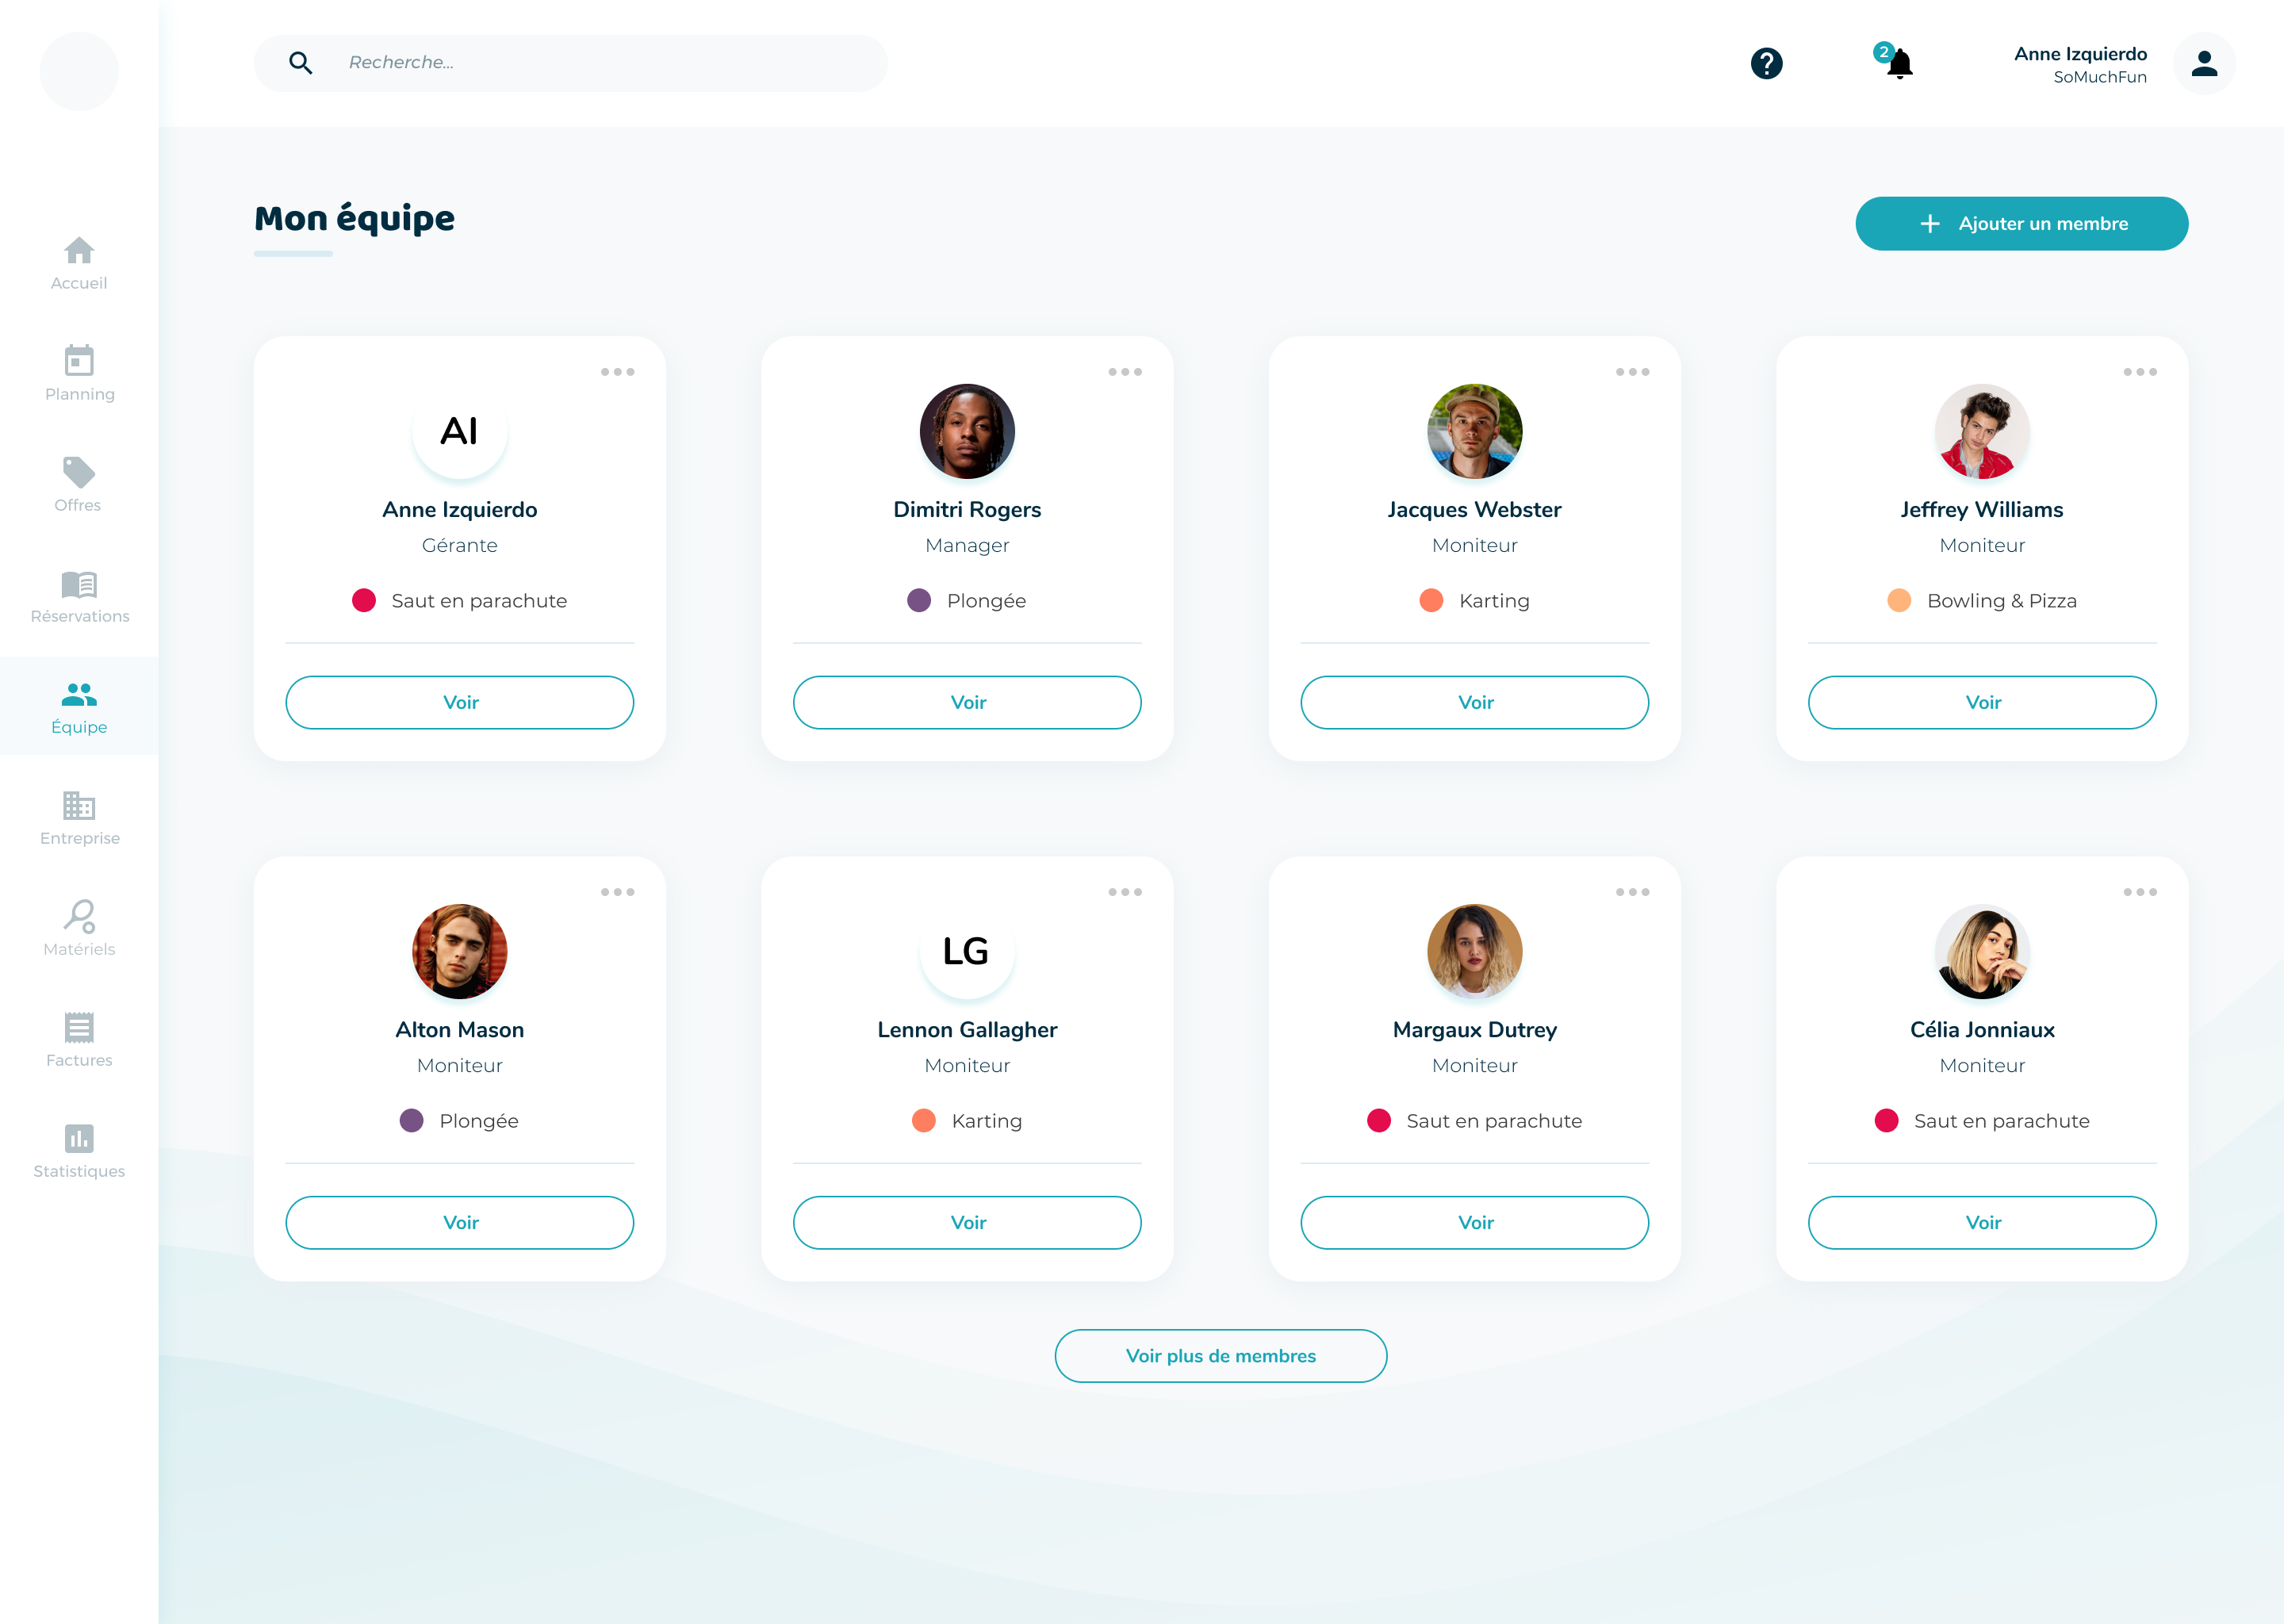 Recherche...
2
Anne Izquierdo
SoMuchFun
Accueil
Planning
Offres
Réservations
Équipe
Entreprise
Matériels
Factures
Statistiques
Mon équipe
Ajouter un membre
AI
Anne Izquierdo
Gérante
Saut en parachute
Voir
Dimitri Rogers
Manager
Plongée
Voir
Jacques Webster
Moniteur
Karting
Voir
Jeffrey Williams
Moniteur
Bowling & Pizza
Voir
Alton Mason
Moniteur
Plongée
Voir
LG
Lennon Gallagher
Moniteur
Karting
Voir
Margaux Dutrey
Moniteur
Saut en parachute
Voir
Célia Jonniaux
Moniteur
Saut en parachute
Voir
Voir plus de membres